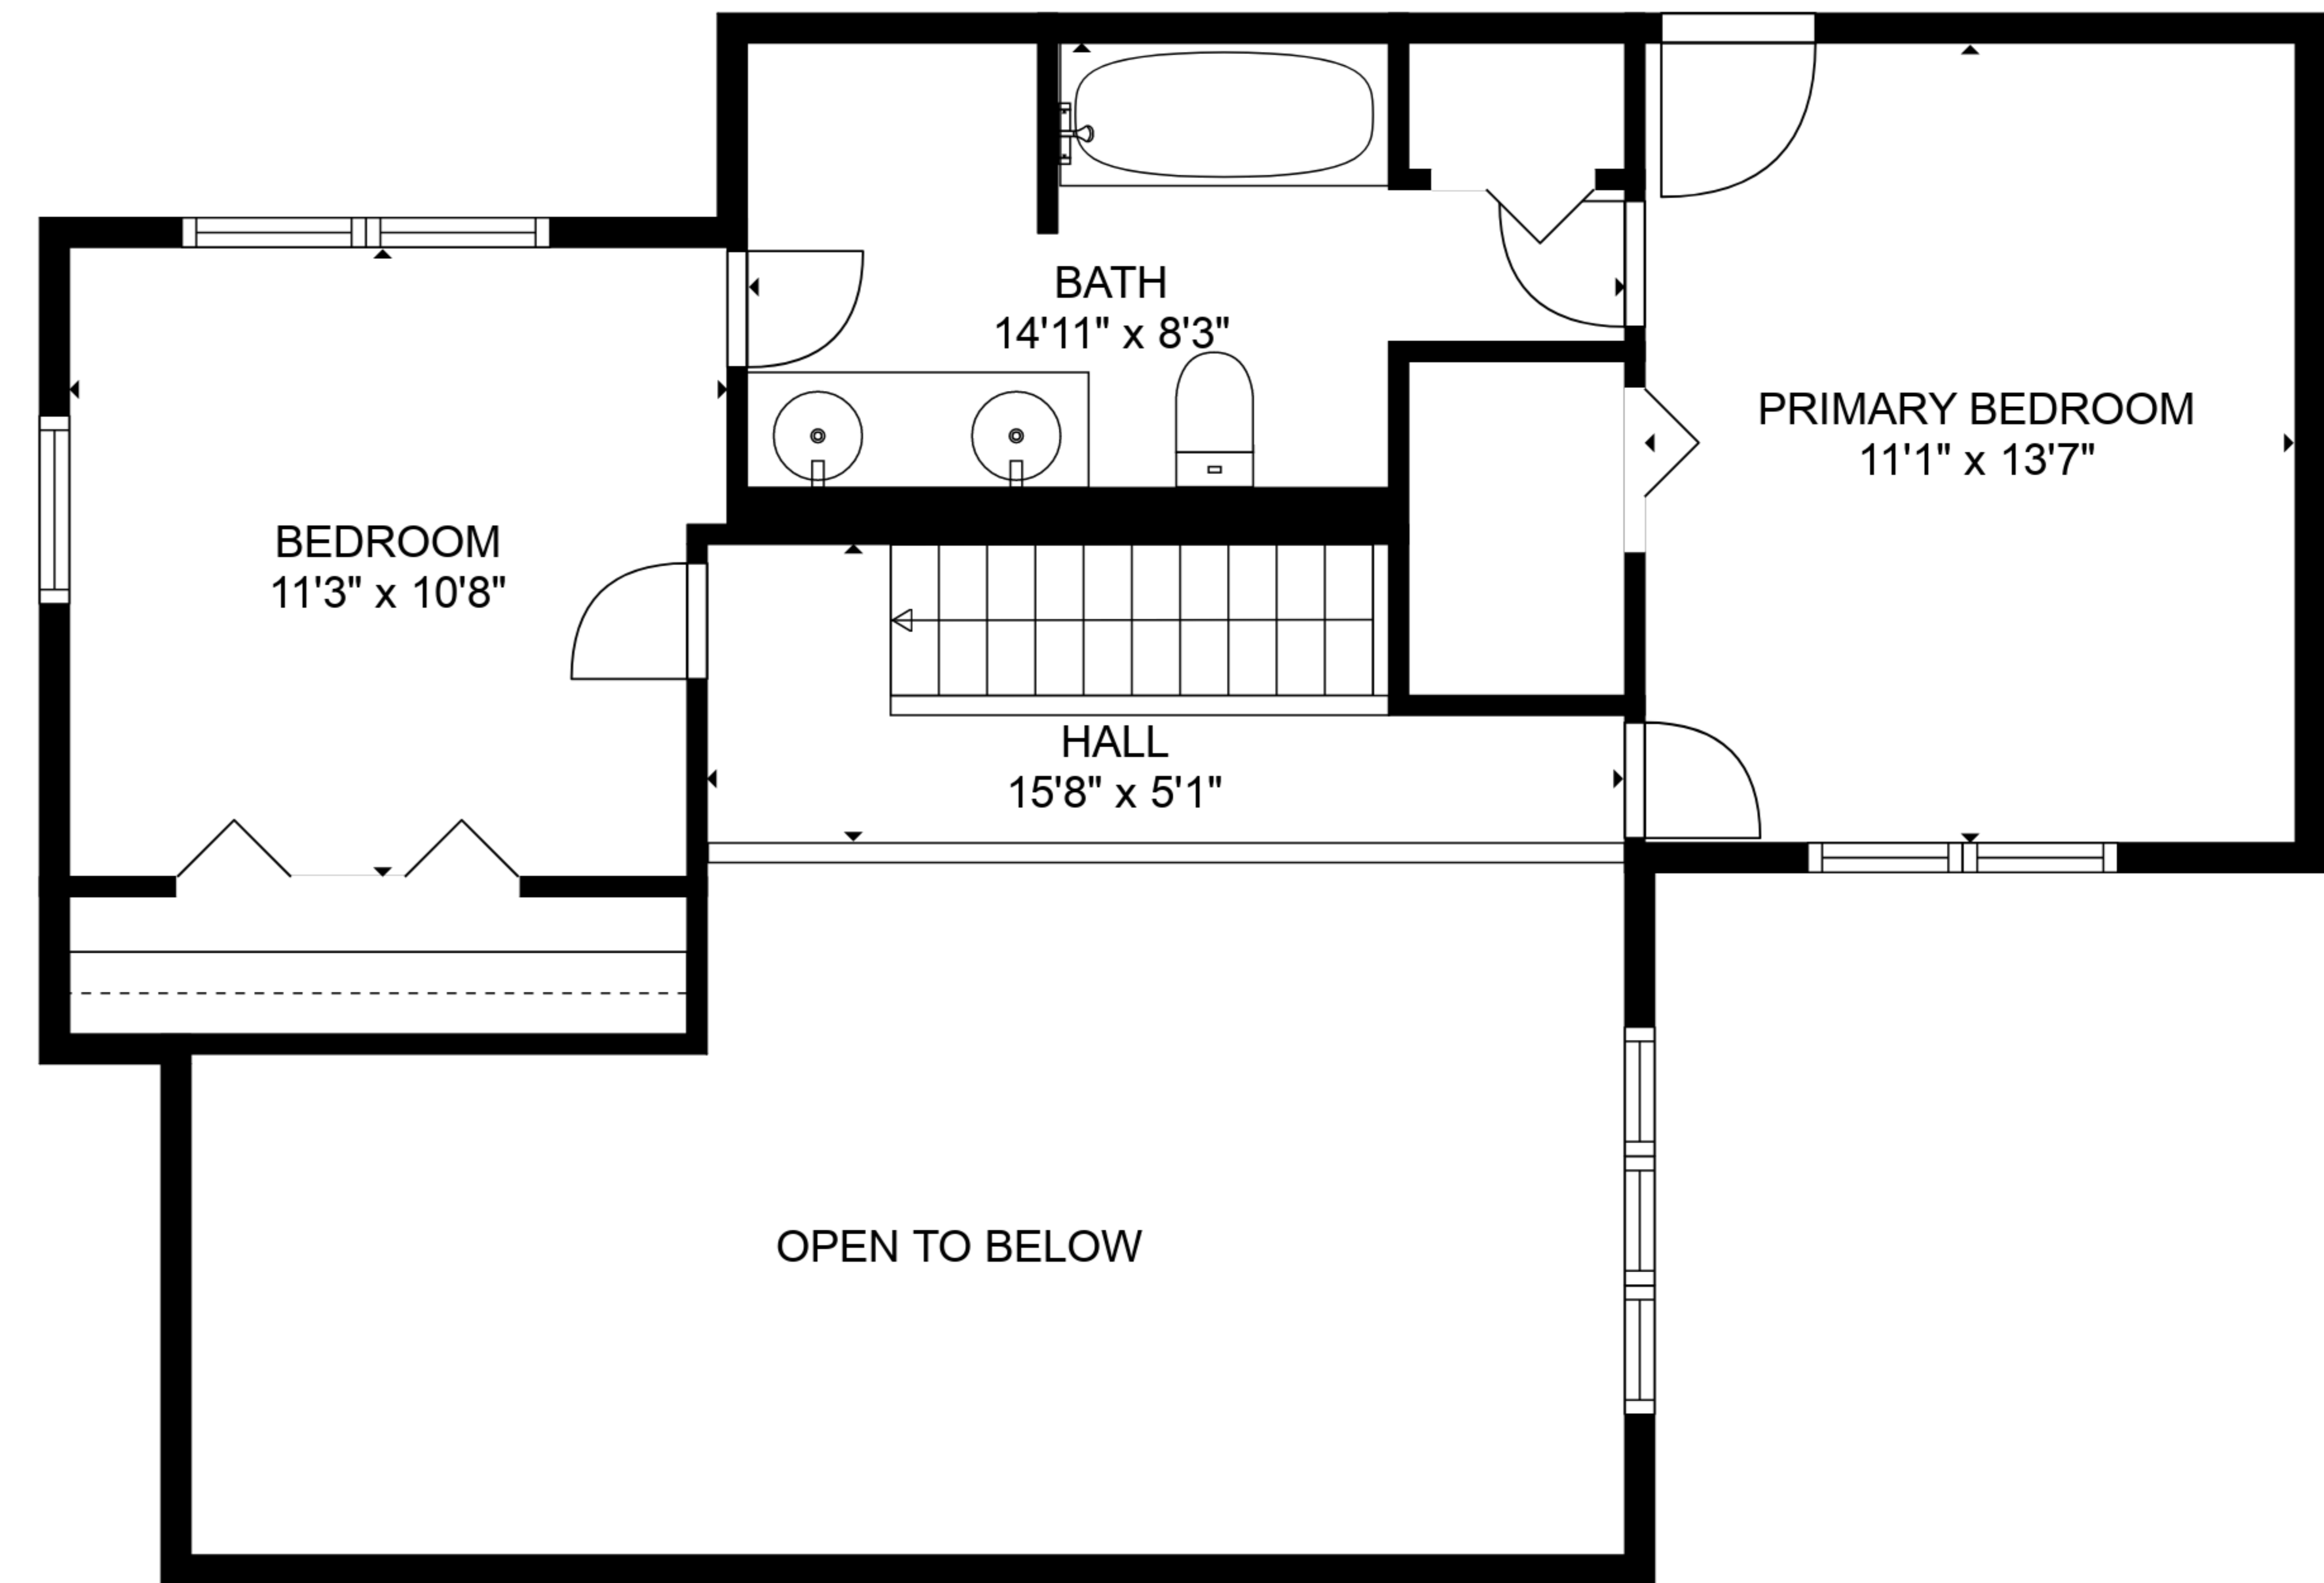 BATH
14'11" x 8'3"
PRIMARY BEDROOM
11'1" x 13'7"
BEDROOM
11'3" x 10'8"
HALL
15'8" x 5'1"
OPEN TO BELOW